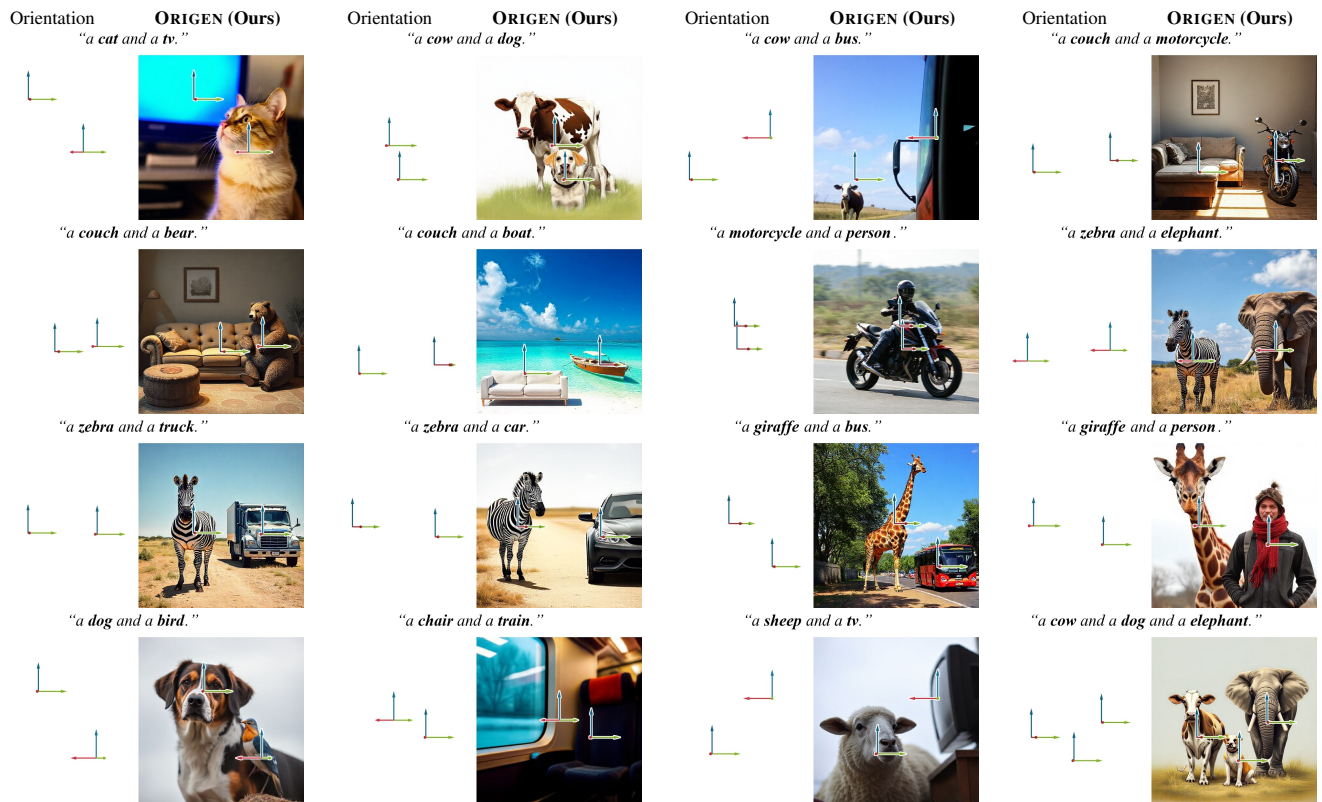 Orientation ORIGEN (Ours) Orientation ORIGEN (Ours) Orientation ORIGEN (Ours) Orientation ORIGEN (Ours)
“a cat and a tv.” “a cow and a dog.” “a cow and a bus.” “a couch and a motorcycle.”
“a couch and a bear.” “a couch and a boat.” “a motorcycle and a person.” “a zebra and a elephant.”
“a zebra and a truck.” “a zebra and a car.” “a giraffe and a bus.” “a giraffe and a person.”
“a dog and a bird.” “a chair and a train.” “a sheep and a tv.” “a cow and a dog and a elephant.”